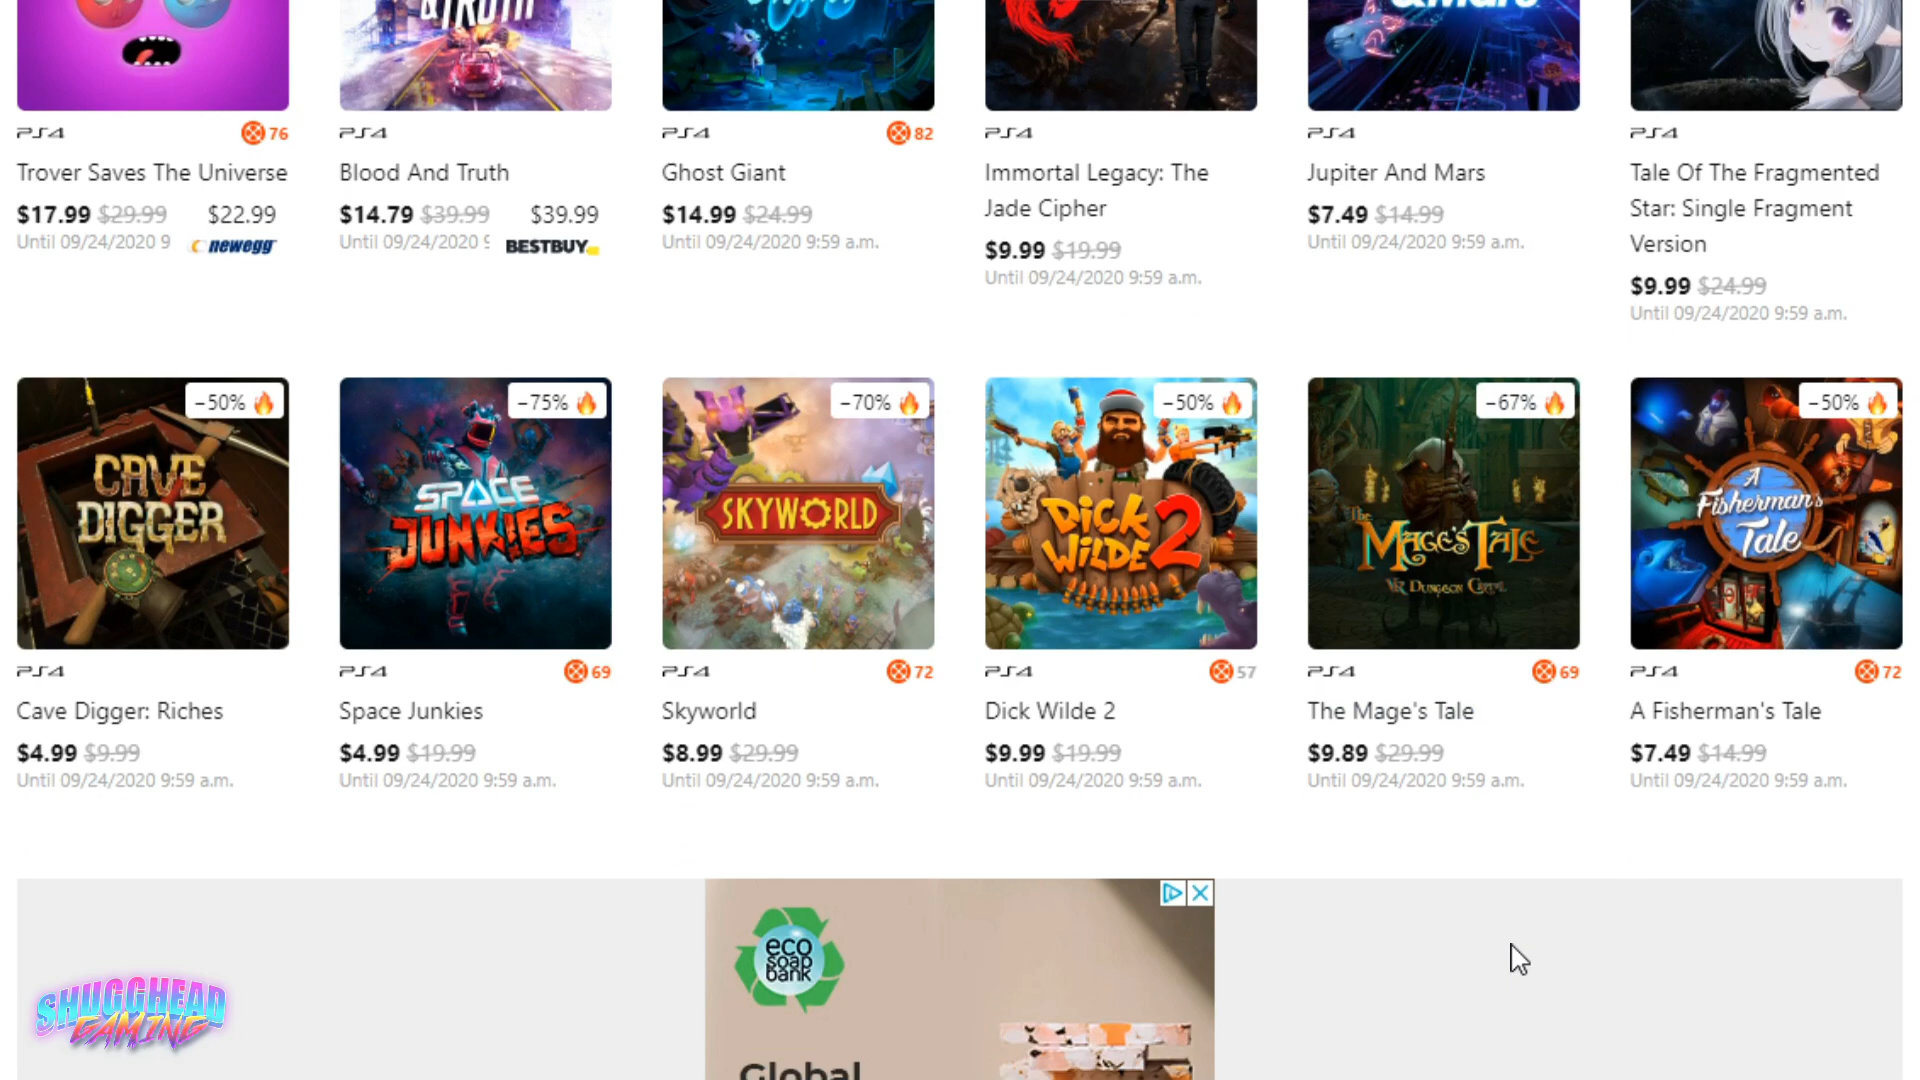 & TRUTH
& Mars
PS4 76
PS4
PS4 82
PS4
PS4
PS4
Trover Saves The Universe
Blood And Truth
Ghost Giant
Immortal Legacy: The
Jade Cipher
Jupiter And Mars
Tale Of The Fragmented
Star: Single Fragment
Version
$17.99 $29.99 $22.99
Until 09/24/2020 9 newegg
$14.79 $39.99 $39.99
Until 09/24/2020 9 BESTBUY
$14.99 $24.99
Until 09/24/2020 9:59 a.m.
$9.99 $19.99
Until 09/24/2020 9:59 a.m.
$7.49 $14.99
Until 09/24/2020 9:59 a.m.
$9.99 $24.99
Until 09/24/2020 9:59 a.m.
-50%
CAVE
DIGGER
-75%
SPACE
JUNKIES
-70%
SKYWORLD
-50%
DICK
WILDE 2
-67%
The
MAGE'S TALE
VR DUNGEON CRAWL
-50%
A
Fisherman's
Tale
PS4
PS4 69
PS4 72
PS4 57
PS4 69
PS4 72
Cave Digger: Riches
$4.99 $9.99
Until 09/24/2020 9:59 a.m.
Space Junkies
$4.99 $19.99
Until 09/24/2020 9:59 a.m.
Skyworld
$8.99 $29.99
Until 09/24/2020 9:59 a.m.
Dick Wilde 2
$9.99 $19.99
Until 09/24/2020 9:59 a.m.
The Mage's Tale
$9.89 $29.99
Until 09/24/2020 9:59 a.m.
A Fisherman's Tale
$7.49 $14.99
Until 09/24/2020 9:59 a.m.
eco
soap
bank
Global
SHUGGHEAD
GAMING